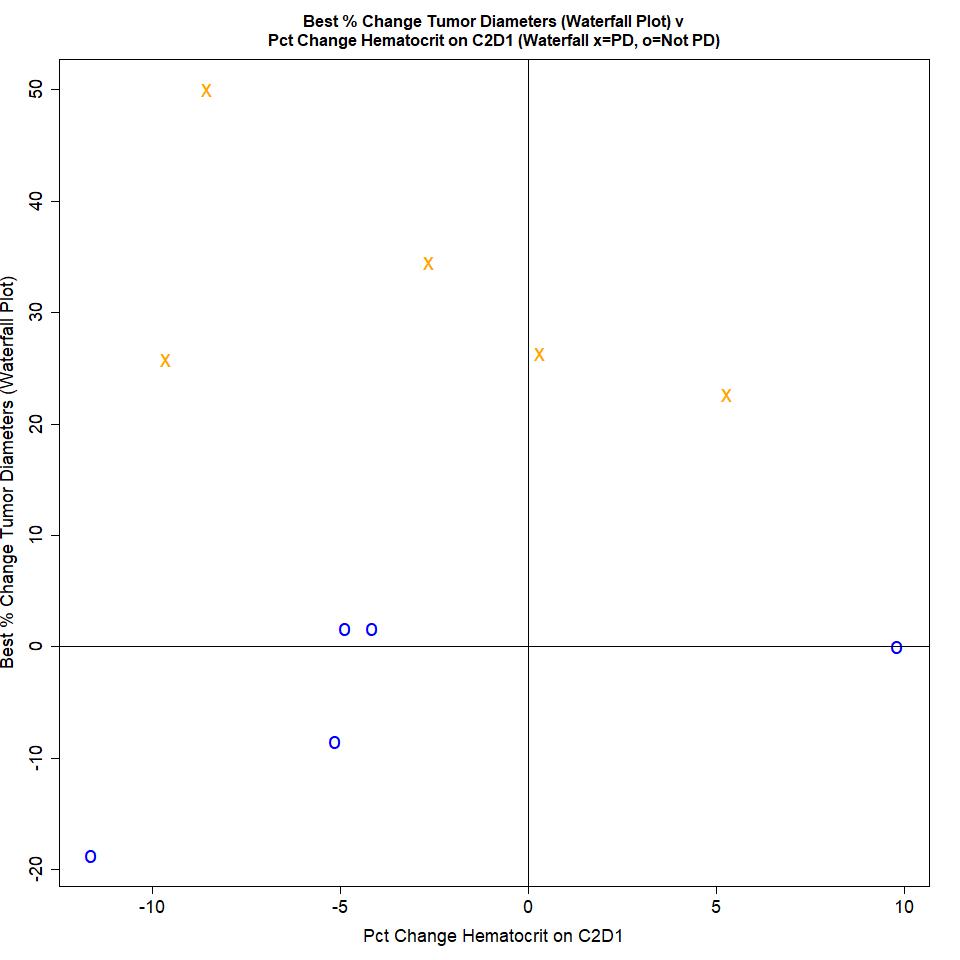 Best % Change Tumor Diameters (Waterfall Plot) v
Pct Change Hematocrit on C2D1 (Waterfall x=PD, o=Not PD)
Best % Change Tumor Diameters (Waterfall Plot)
50
40
30
20
10
0
-10
-20
X
X
X
X
X
O O
O
O
O
-10 -5 0 5 10
Pct Change Hematocrit on C2D1